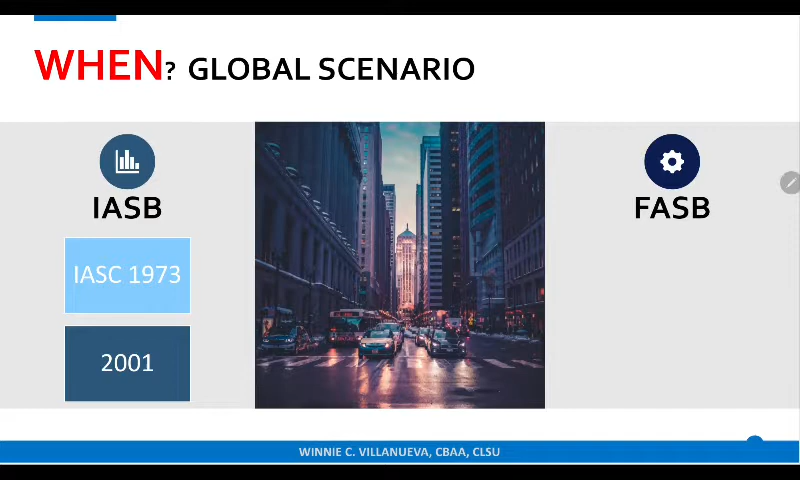 WHEN? GLOBAL SCENARIO
IASB
IASC 1973
2001
FASB
WINNIE C. VILLANUEVA, CBAA, CLSU